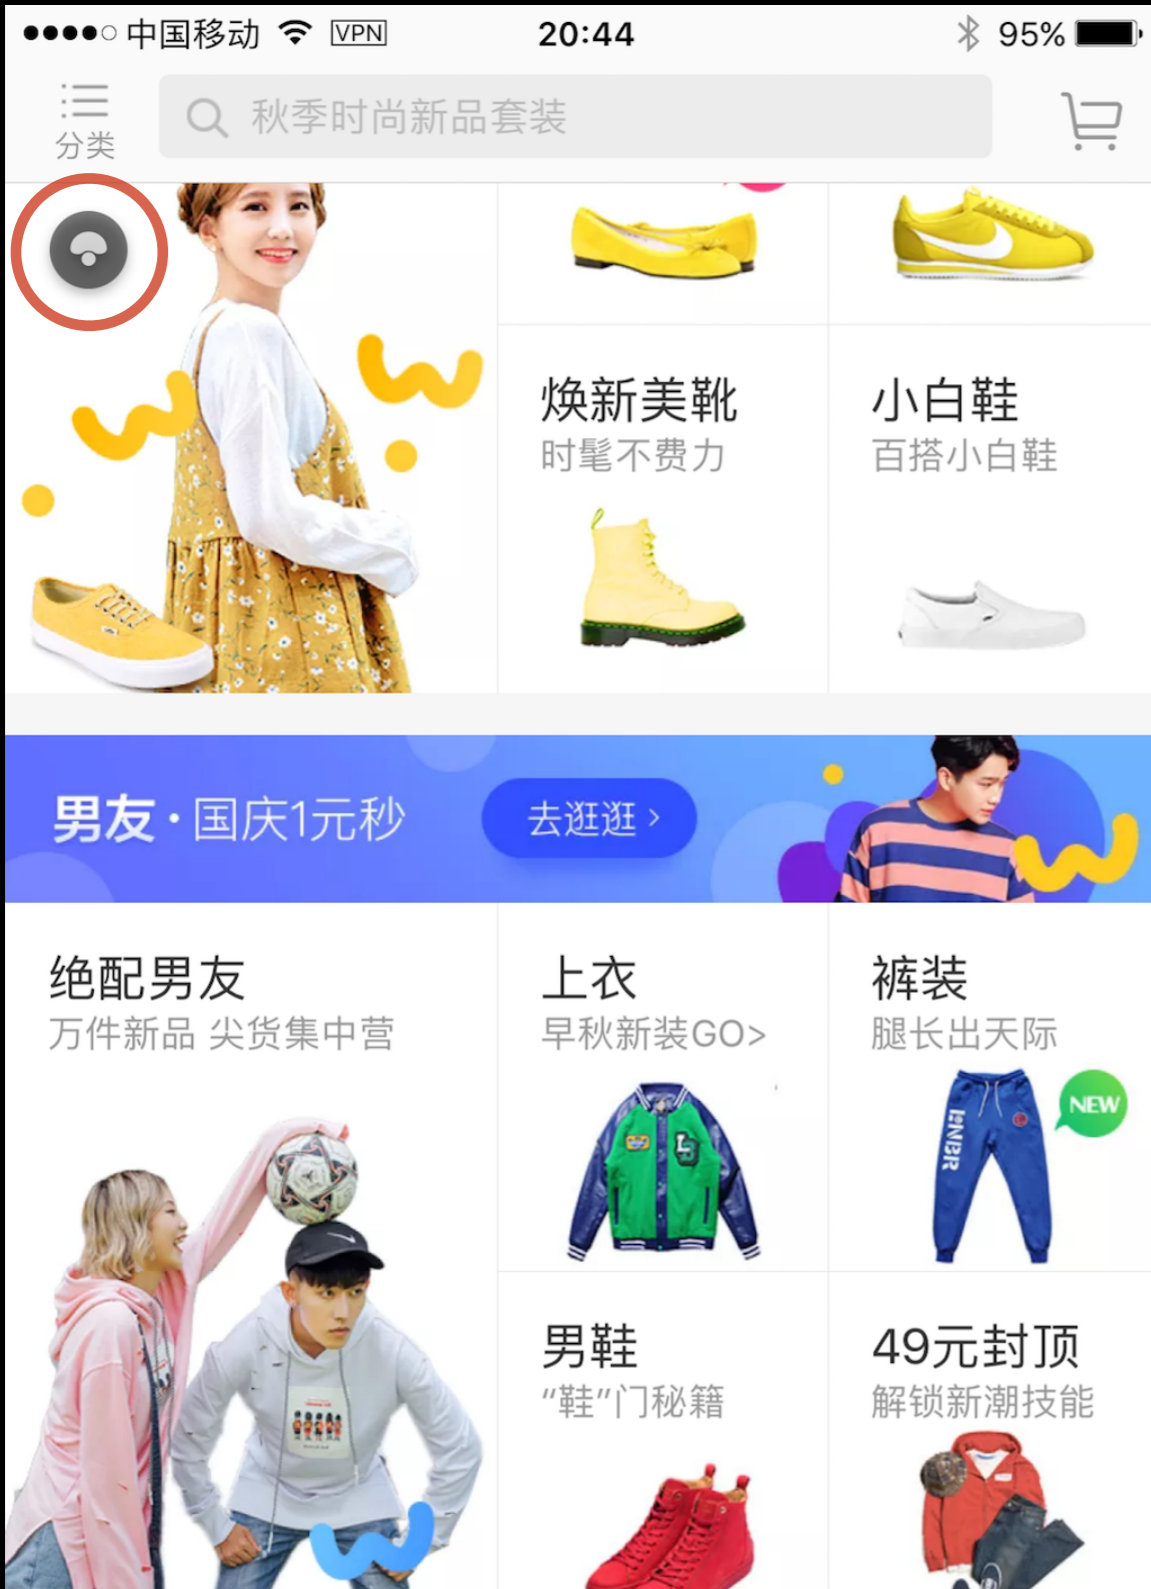 中国移动 VPN 20:44 95%
分类
秋季时尚新品套装
焕新美靴
时髦不费力
小白鞋
百搭小白鞋
男友·国庆1元秒
去逛逛 >
绝配男友
万件新品 尖货集中营
上衣
早秋新装GO>
裤装
腿长出天际
NEW
男鞋
“鞋”门秘籍
49元封顶
解锁新潮技能